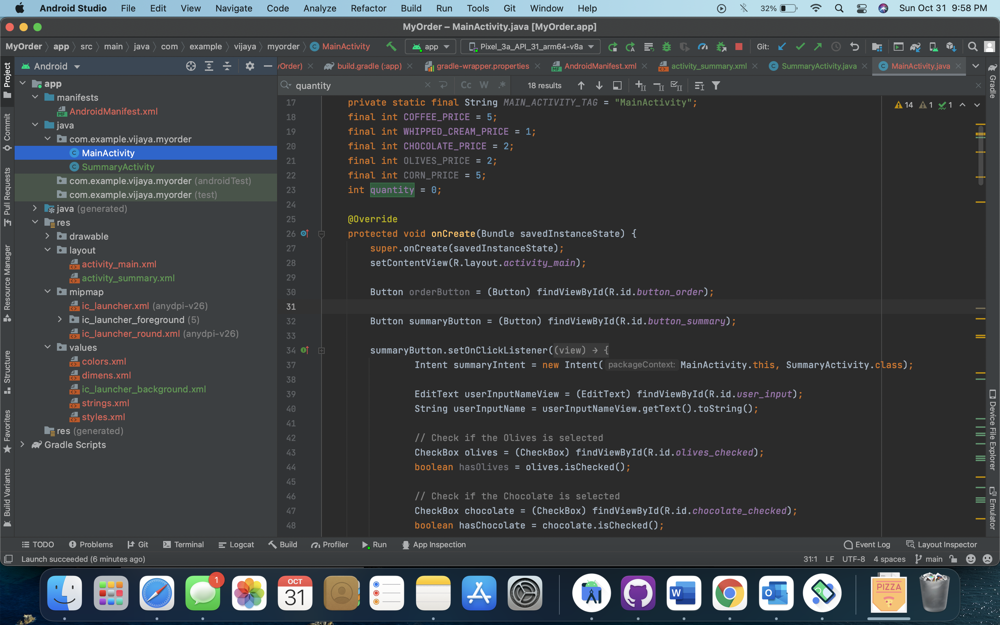 Android Studio File Edit View Navigate Code Analyze Refactor Build Run Tools Git Window Help 32% Sun Oct 31 9:58 PM
MyOrder – MainActivity.java [MyOrder.app]
MyOrder app src main java com example vijaya myorder MainActivity app Pixel_3a_API_31_arm64-v8a Git:
Android yOrder) build.gradle (:app) gradle-wrapper.properties AndroidManifest.xml activity_summary.xml SummaryActivity.java MainActivity.java
quantity Cc W .* 18 results
Project
Commit
Pull Requests
Resource Manager
Structure
Favorites
Build Variants
app
manifests
AndroidManifest.xml
java
com.example.vijaya.myorder
MainActivity
SummaryActivity
com.example.vijaya.myorder (androidTest)
com.example.vijaya.myorder (test)
java (generated)
res
drawable
layout
activity_main.xml
activity_summary.xml
mipmap
ic_launcher.xml (anydpi-v26)
ic_launcher_foreground (5)
ic_launcher_round.xml (anydpi-v26)
values
colors.xml
dimens.xml
ic_launcher_background.xml
strings.xml
styles.xml
res (generated)
Gradle Scripts
14 1 1
17 private static final String MAIN_ACTIVITY_TAG = "MainActivity";
18 final int COFFEE_PRICE = 5;
19 final int WHIPPED_CREAM_PRICE = 1;
20 final int CHOCOLATE_PRICE = 2;
21 final int OLIVES_PRICE = 2;
22 final int CORN_PRICE = 5;
23 int quantity = 0;
24
25 @Override
26 protected void onCreate(Bundle savedInstanceState) {
27 super.onCreate(savedInstanceState);
28 setContentView(R.layout.activity_main);
29
30 Button orderButton = (Button) findViewById(R.id.button_order);
31
32 Button summaryButton = (Button) findViewById(R.id.button_summary);
33
34 summaryButton.setOnClickListener((view) → {
37 Intent summaryIntent = new Intent( packageContext: MainActivity.this, SummaryActivity.class);
38
39 EditText userInputNameView = (EditText) findViewById(R.id.user_input);
40 String userInputName = userInputNameView.getText().toString();
41
42 // Check if the Olives is selected
43 CheckBox olives = (CheckBox) findViewById(R.id.olives_checked);
44 boolean hasOlives = olives.isChecked();
45
46 // Check if the Chocolate is selected
47 CheckBox chocolate = (CheckBox) findViewById(R.id.chocolate_checked);
48 boolean hasChocolate = chocolate.isChecked();
Gradle
Device File Explorer
Emulator
TODO Problems Git Terminal Logcat Build Profiler Run App Inspection Event Log Layout Inspector
Launch succeeded (6 minutes ago) 31:1 LF UTF-8 4 spaces main
1
OCT
31
W
O
PIZZA